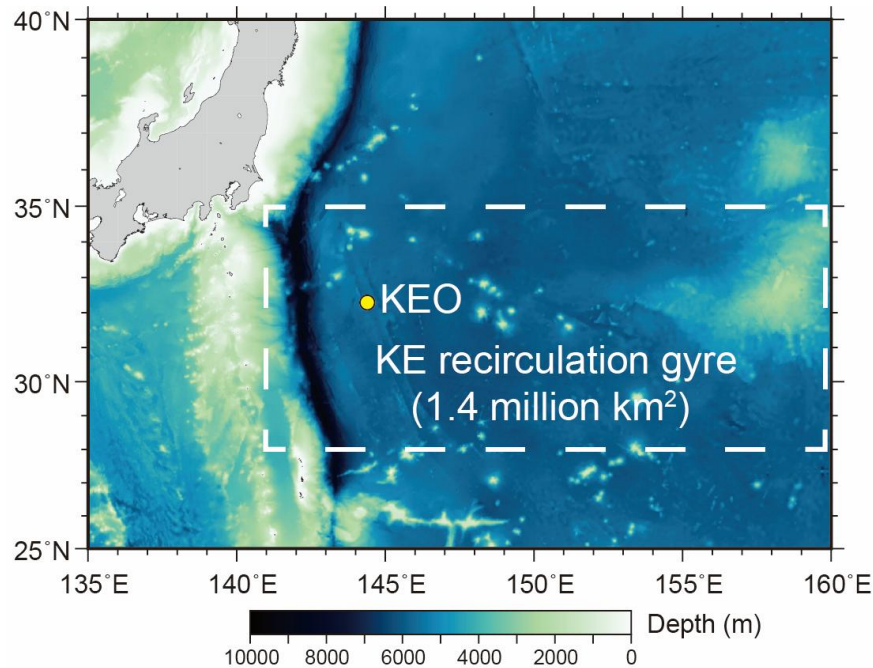 40°N
35°N
30°N
25°N
KEO
KE recirculation gyre
(1.4 million km²)
135°E 140°E 145°E 150°E 155°E 160°E
Depth (m)
10000 8000 6000 4000 2000 0